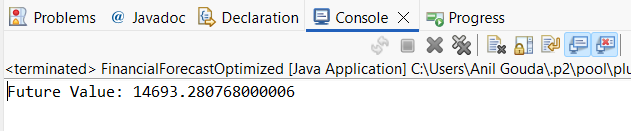 Problems @ Javadoc Declaration Console Progress
<terminated> FinancialForecastOptimized [Java Application] C:\Users\Anil Gouda\.p2\pool\plu
Future Value: 14693.280768000006